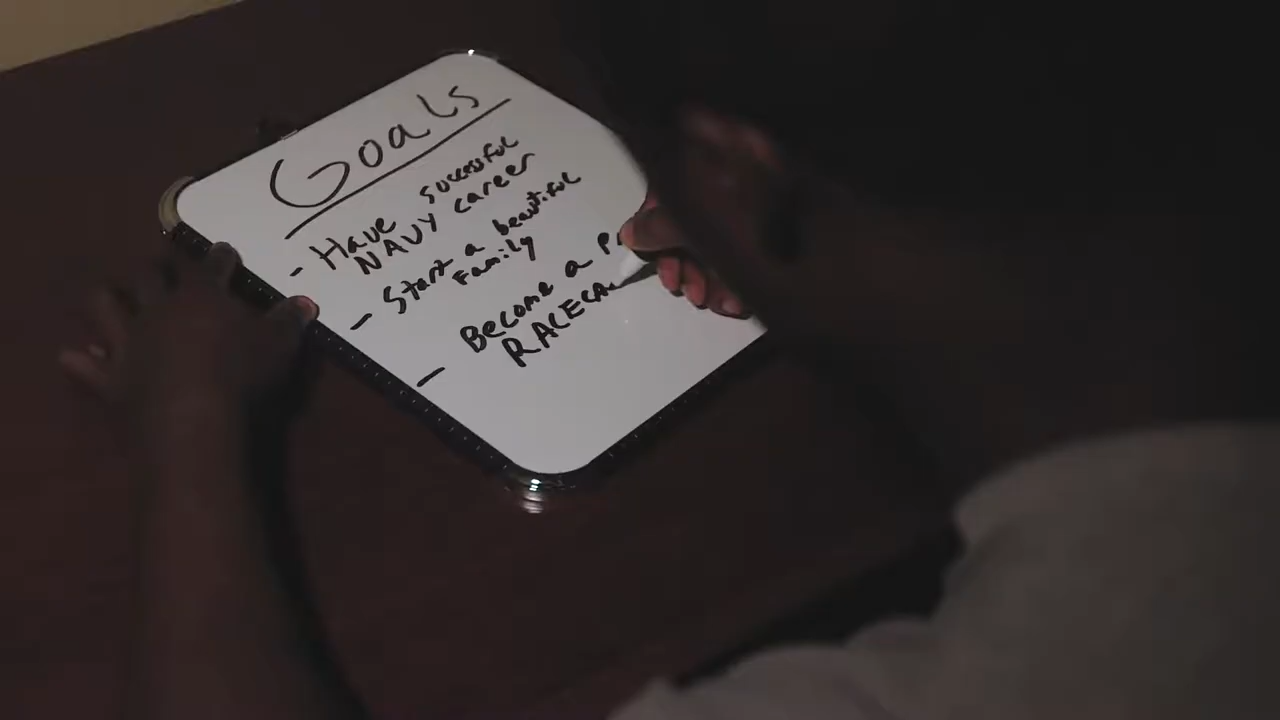 Goals
- Have successful
NAVY career
- Start a beautiful
Family
- Become a
RACECA